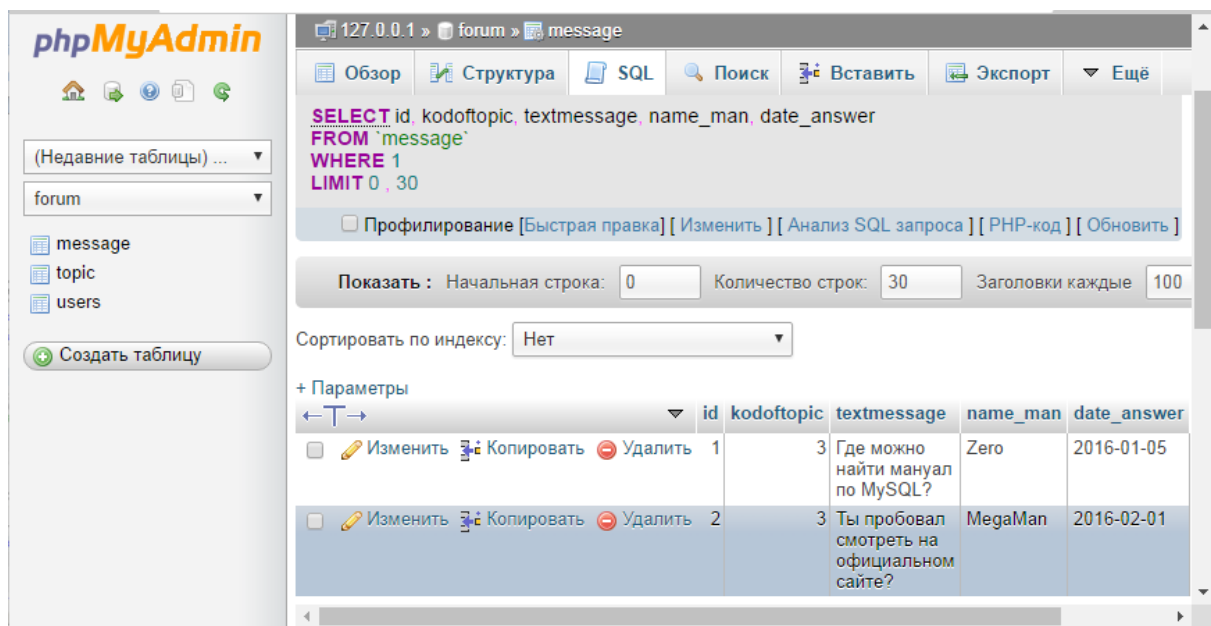 phpMyAdmin
(Недавние таблицы) ...
forum
message
topic
users
Создать таблицу
127.0.0.1 » forum » message
Обзор Структура SQL Поиск Вставить Экспорт Ещё
SELECT id, kodoftopic, textmessage, name_man, date_answer
FROM `message`
WHERE 1
LIMIT 0 , 30
Профилирование [Быстрая правка] [ Изменить ] [ Анализ SQL запроса ] [ PHP-код ] [ Обновить ]
Показать : Начальная строка: 0 Количество строк: 30 Заголовки каждые 100
Сортировать по индексу: Нет
+ Параметры
←T→ id kodoftopic textmessage name_man date_answer
Изменить Копировать Удалить 1 3 Где можно Zero 2016-01-05
найти мануал
по MySQL?
Изменить Копировать Удалить 2 3 Ты пробовал MegaMan 2016-02-01
смотреть на
официальном
сайте?